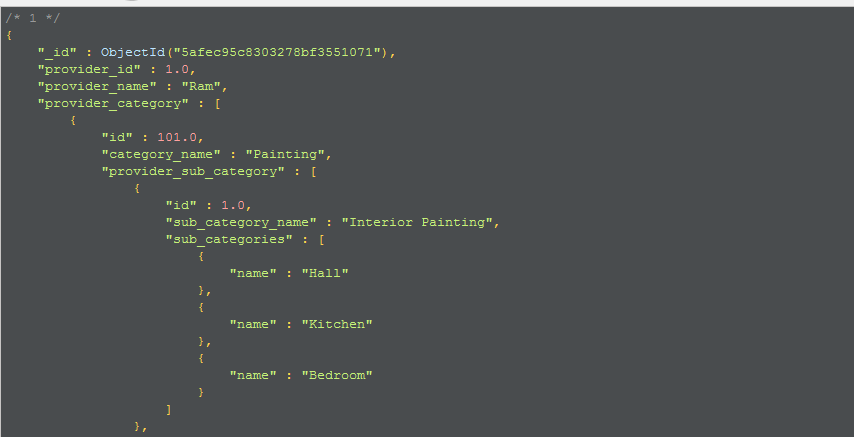 /* 1 */
{
    "_id" : ObjectId("5afec95c8303278bf3551071"),
    "provider_id" : 1.0,
    "provider_name" : "Ram",
    "provider_category" : [
        {
            "id" : 101.0,
            "category_name" : "Painting",
            "provider_sub_category" : [
                {
                    "id" : 1.0,
                    "sub_category_name" : "Interior Painting",
                    "sub_categories" : [
                        {
                            "name" : "Hall"
                        },
                        {
                            "name" : "Kitchen"
                        },
                        {
                            "name" : "Bedroom"
                        }
                    ]
                },